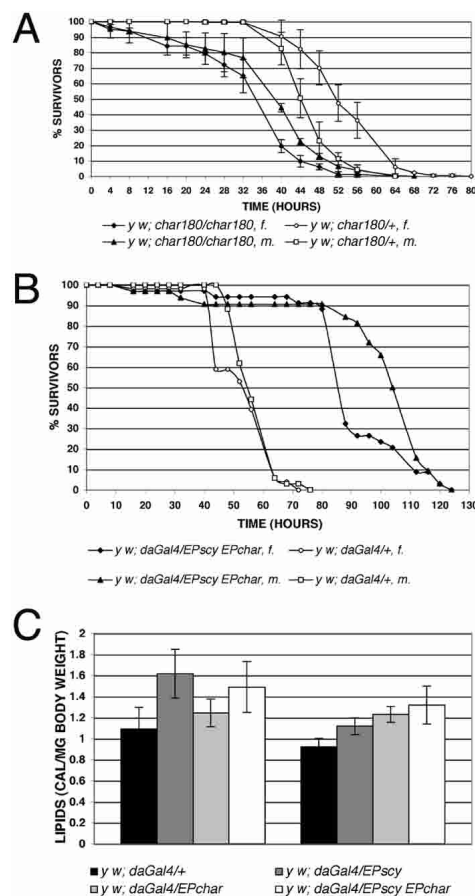 A
% SURVIVORS
100
90
80
70
60
50
40
30
20
10
0
0 4 8 12 16 20 24 28 32 36 40 44 48 52 56 60 64 68 72 76 80
TIME (HOURS)
y w; char180/char180, f. y w; char180/+, f.
y w; char180/char180, m. y w; char180/+, m.
B
% SURVIVORS
100
90
80
70
60
50
40
30
20
10
0
0 10 20 30 40 50 60 70 80 90 100 110 120 130
TIME (HOURS)
y w; daGal4/EPscy EPchar, f. y w; daGal4/+, f.
y w; daGal4/EPscy EPchar, m. y w; daGal4/+, m.
C
LIPIDS (CAL/MG BODY WEIGHT)
2
1.8
1.6
1.4
1.2
1
0.8
0.6
0.4
0.2
0
y w; daGal4/+ y w; daGal4/EPscy
y w; daGal4/EPchar y w; daGal4/EPscy EPchar